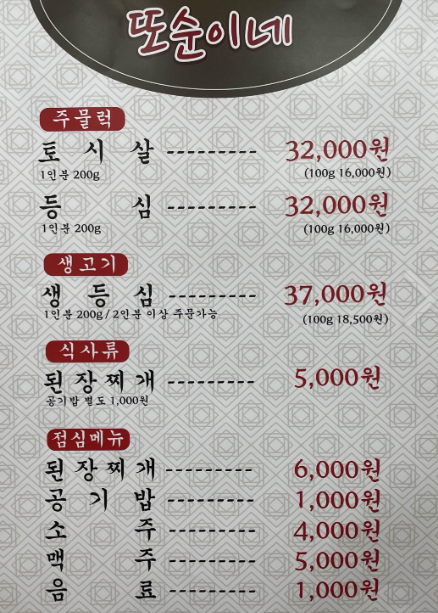 또순이네
주물럭
토시살 --------- 32,000원
1인분 200g (100g 16,000원)
등심 --------- 32,000원
1인분 200g (100g 16,000원)
생고기
생등심 --------- 37,000원
1인분 200g / 2인분 이상 주문가능 (100g 18,500원)
식사류
된장찌개 --------- 5,000원
공기밥 별도 1,000원
점심메뉴
된장찌개 --------- 6,000원
공기밥 --------- 1,000원
소주 --------- 4,000원
맥주 --------- 5,000원
음료 --------- 1,000원